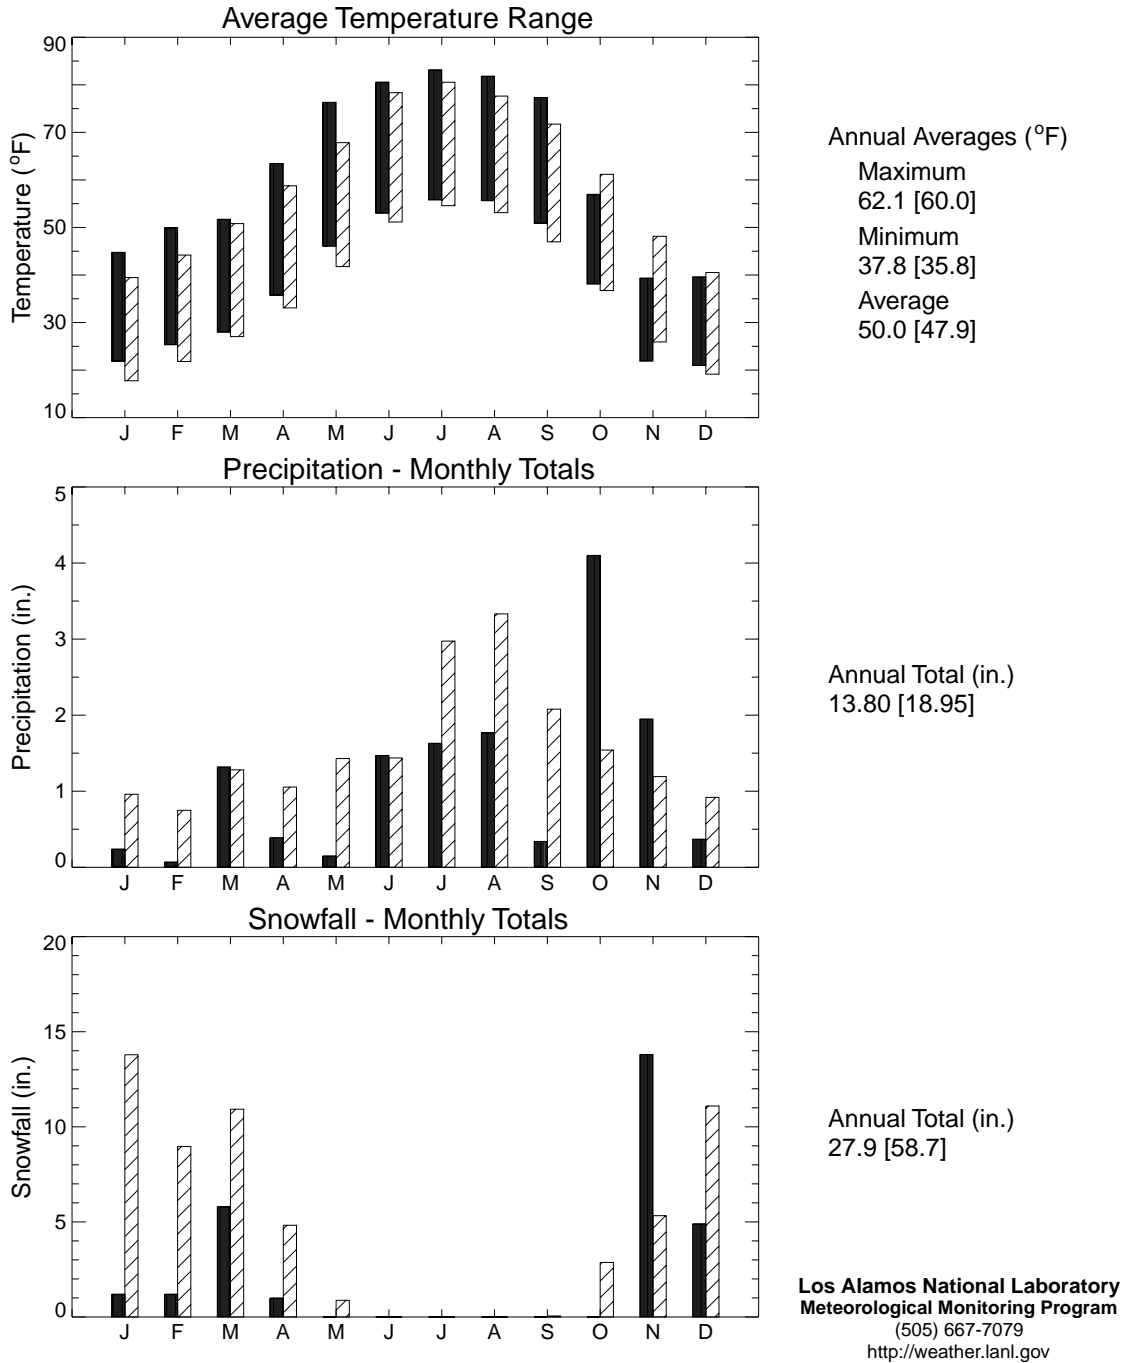 Average Temperature Range
90
70
50
30
10
Temperature (°F)
J F M A M J J A S O N D
Annual Averages (°F)
Maximum
62.1 [60.0]
Minimum
37.8 [35.8]
Average
50.0 [47.9]
Precipitation - Monthly Totals
5
4
3
2
1
0
Precipitation (in.)
J F M A M J J A S O N D
Annual Total (in.)
13.80 [18.95]
Snowfall - Monthly Totals
20
15
10
5
0
Snowfall (in.)
J F M A M J J A S O N D
Annual Total (in.)
27.9 [58.7]
Los Alamos National Laboratory
Meteorological Monitoring Program
(505) 667-7079
http://weather.lanl.gov